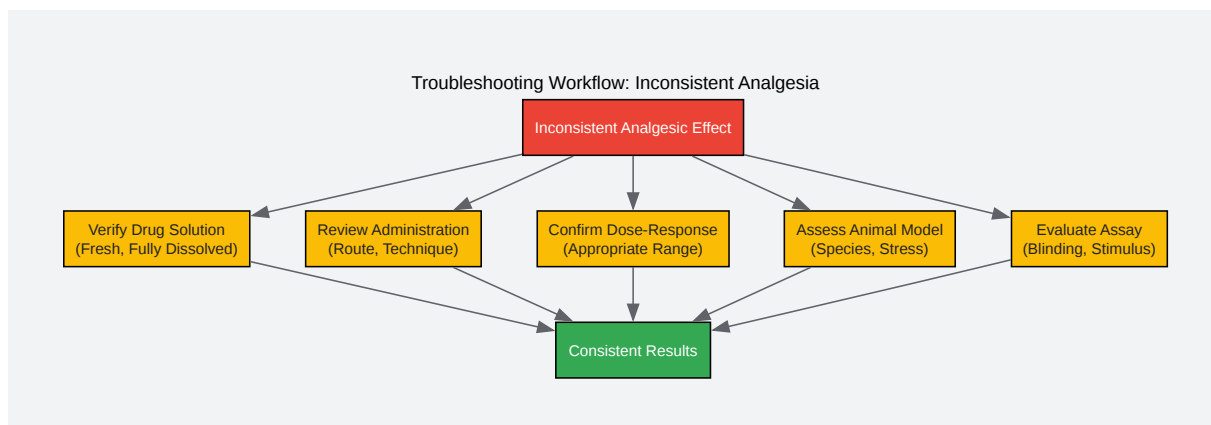 Troubleshooting Workflow: Inconsistent Analgesia
Inconsistent Analgesic Effect
Verify Drug Solution
(Fresh, Fully Dissolved)
Review Administration
(Route, Technique)
Confirm Dose-Response
(Appropriate Range)
Assess Animal Model
(Species, Stress)
Evaluate Assay
(Blinding, Stimulus)
Consistent Results